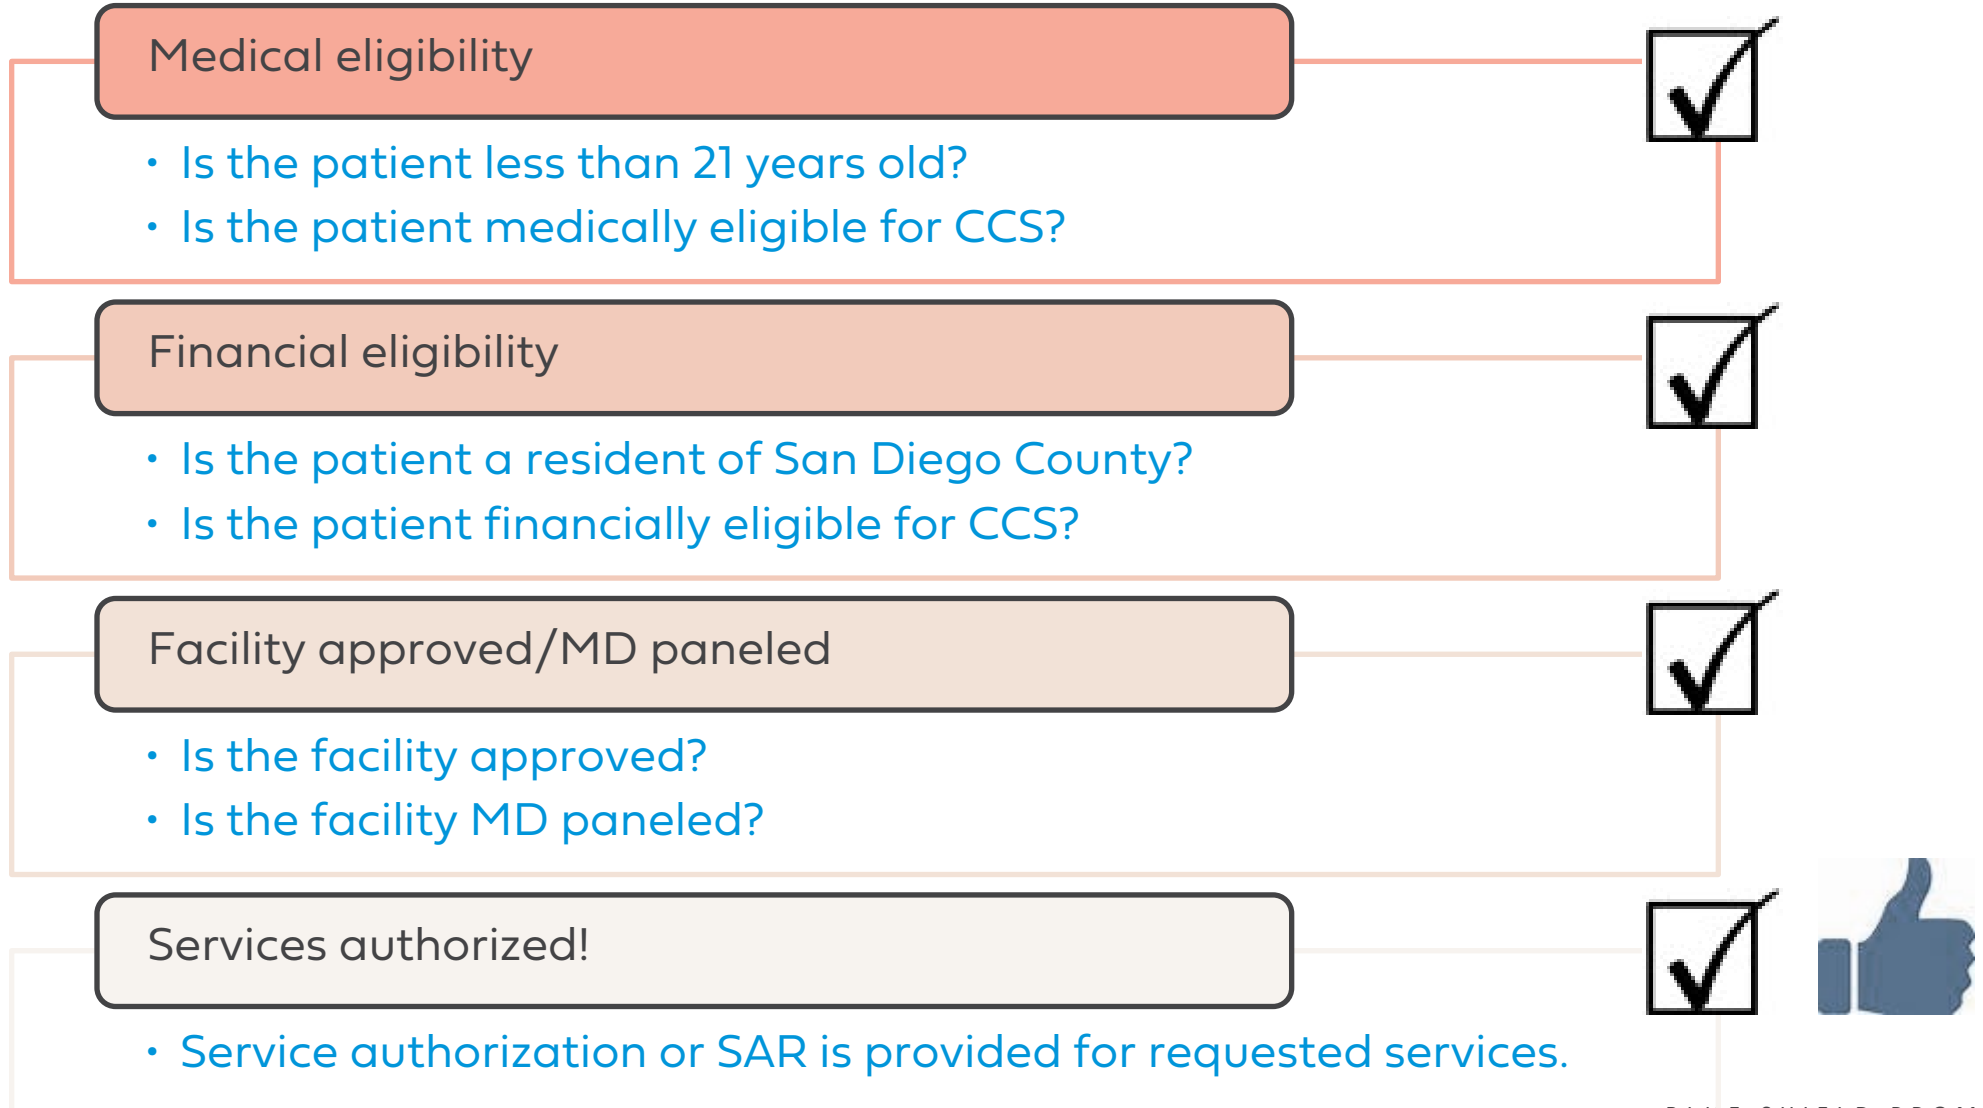 Medical eligibility
• Is the patient less than 21 years old?
• Is the patient medically eligible for CCS?
Financial eligibility
• Is the patient a resident of San Diego County?
• Is the patient financially eligible for CCS?
Facility approved/MD paneled
• Is the facility approved?
• Is the facility MD paneled?
Services authorized!
• Service authorization or SAR is provided for requested services.